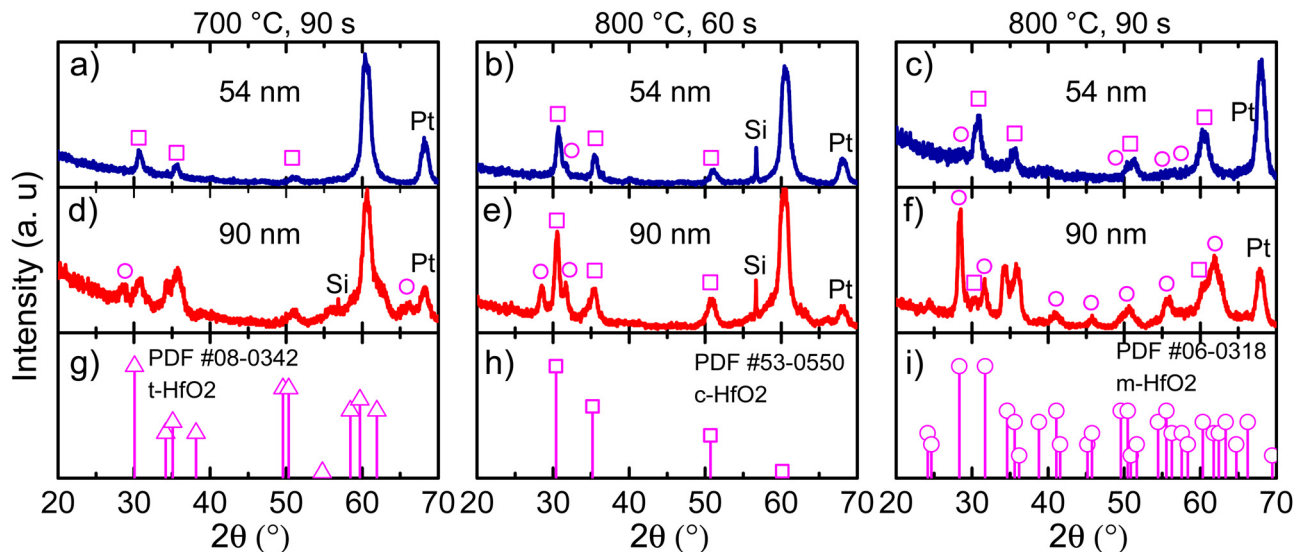 700 °C, 90 s
800 °C, 60 s
800 °C, 90 s
a)
54 nm
Pt
b)
54 nm
Si
Pt
c)
54 nm
Pt
d)
90 nm
Si
Pt
e)
90 nm
Si
Pt
f)
90 nm
Pt
g)
PDF #08-0342
t-HfO2
h)
PDF #53-0550
c-HfO2
i)
PDF #06-0318
m-HfO2
Intensity (a. u)
20 30 40 50 60 70
20 30 40 50 60 70
20 30 40 50 60 70
2θ (°)
2θ (°)
2θ (°)